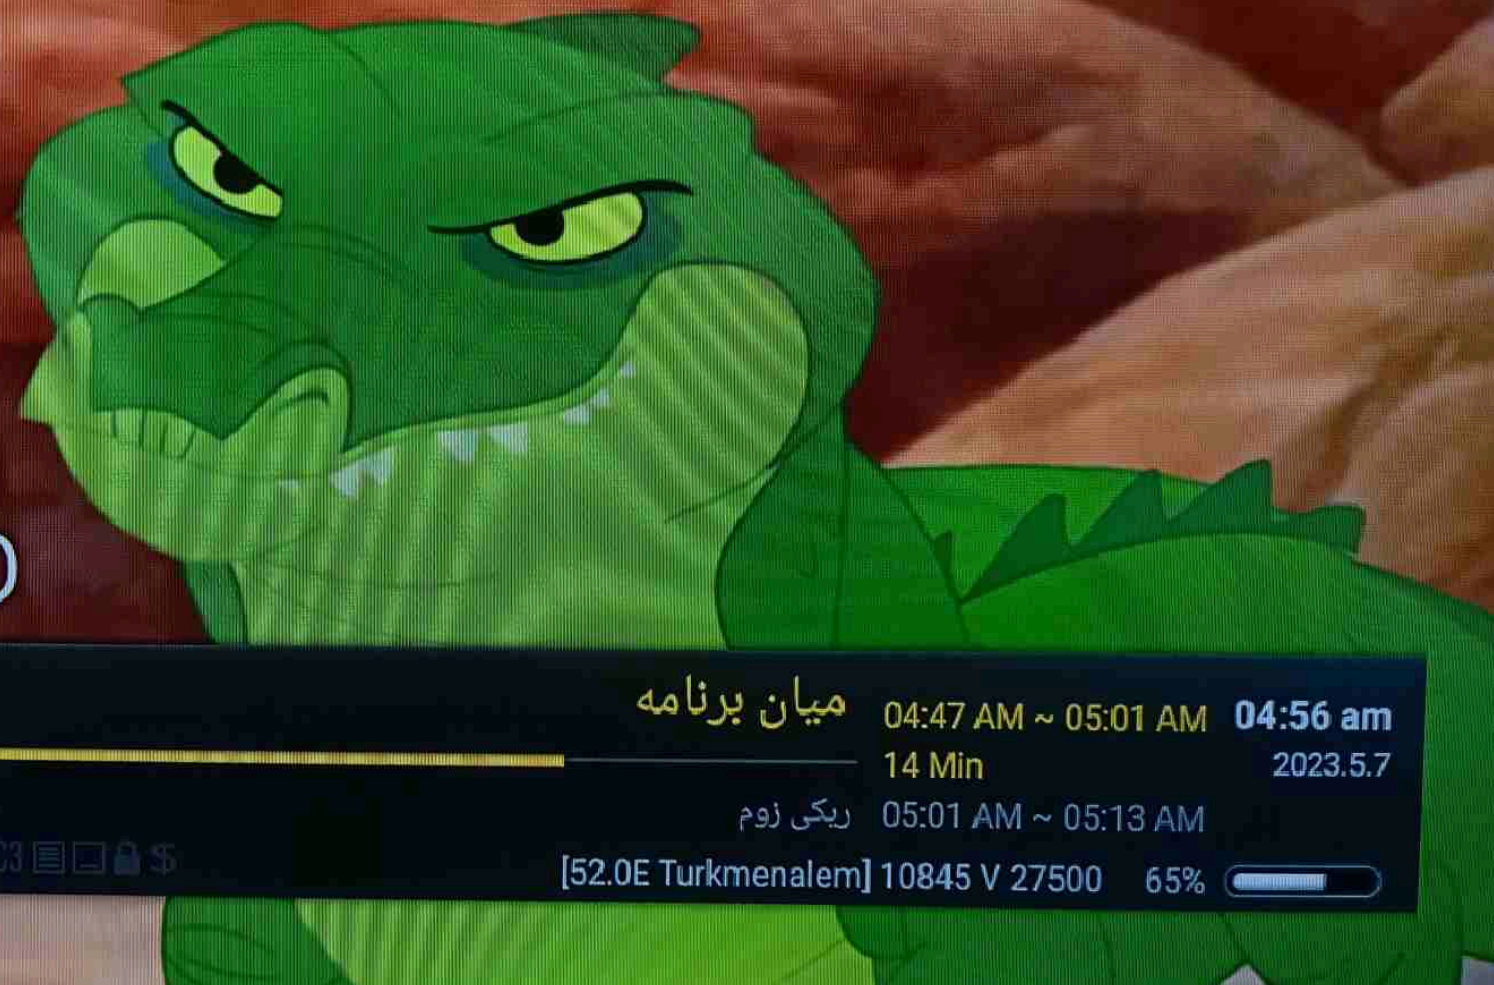 میان برنامه 04:47 AM ~ 05:01 AM 04:56 am
14 Min 2023.5.7
ریکی زوم 05:01 AM ~ 05:13 AM
[52.0E Turkmenalem] 10845 V 27500 65%